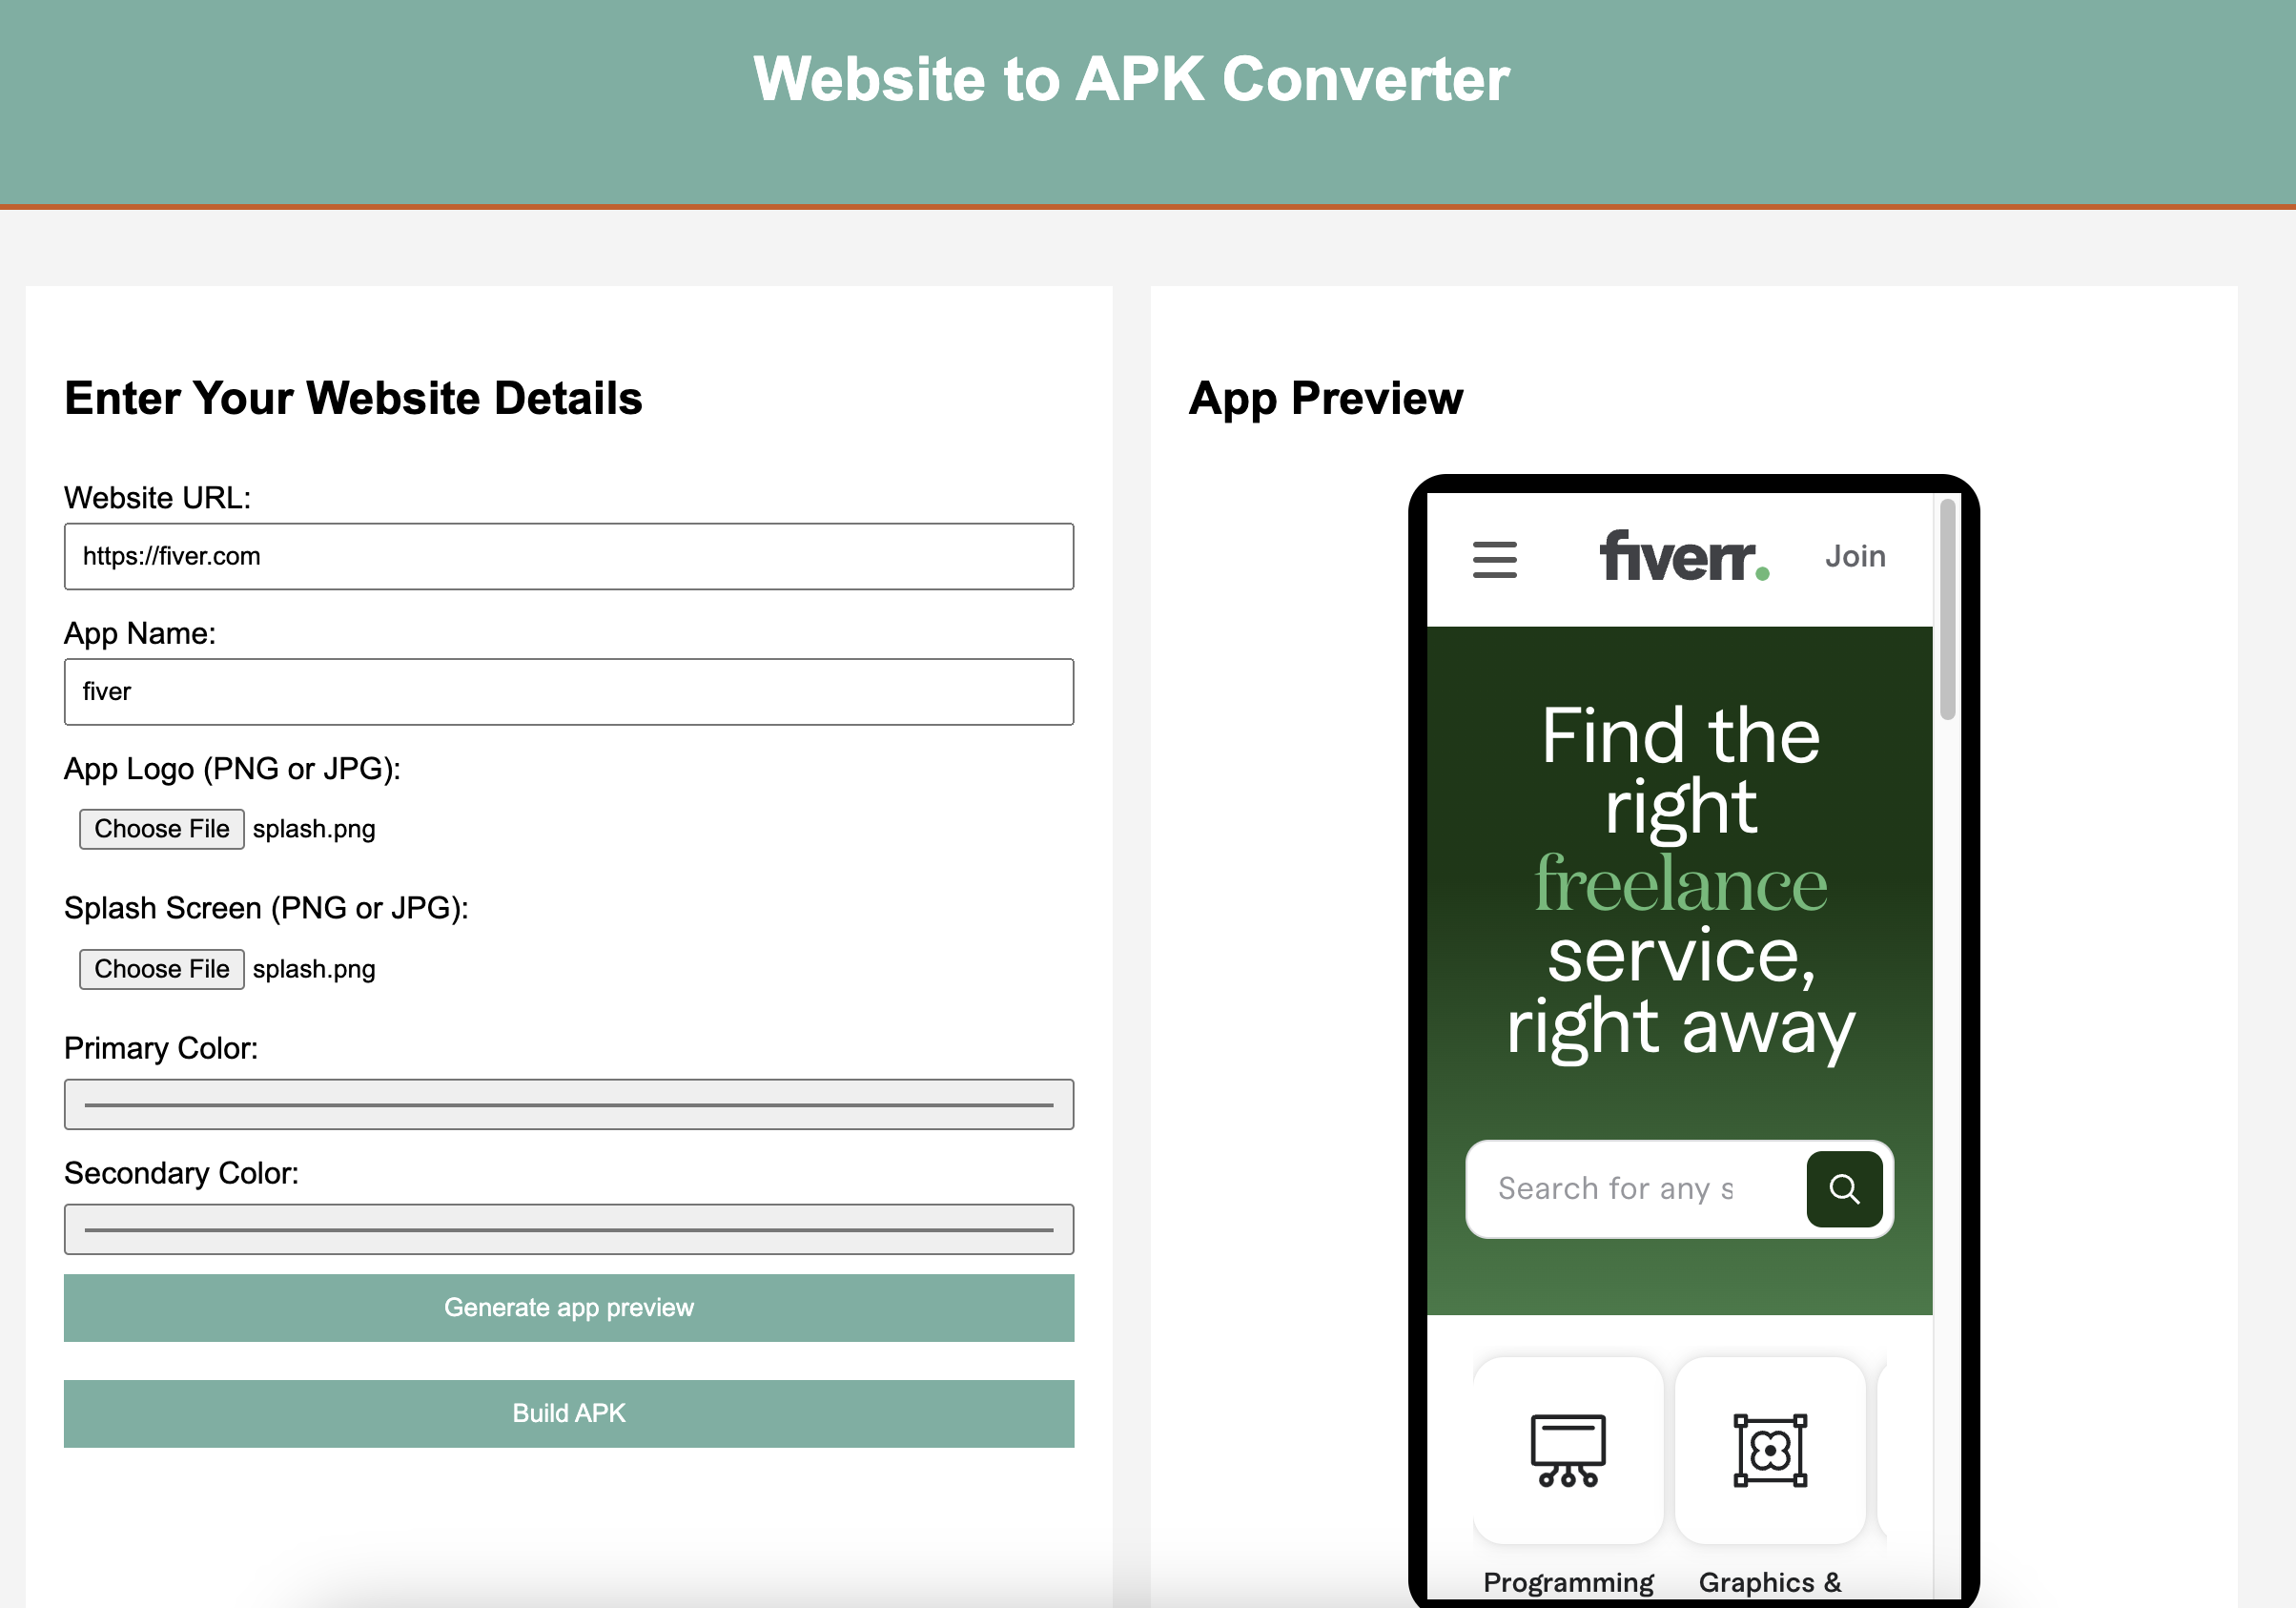 Website to APK Converter
Enter Your Website Details
Website URL:
https://fiver.com
App Name:
fiver
App Logo (PNG or JPG):
Choose File splash.png
Splash Screen (PNG or JPG):
Choose File splash.png
Primary Color:
Secondary Color:
Generate app preview
Build APK
App Preview
fiverr. Join
Find the
right
freelance
service,
right away
Search for any s
Programming Graphics &